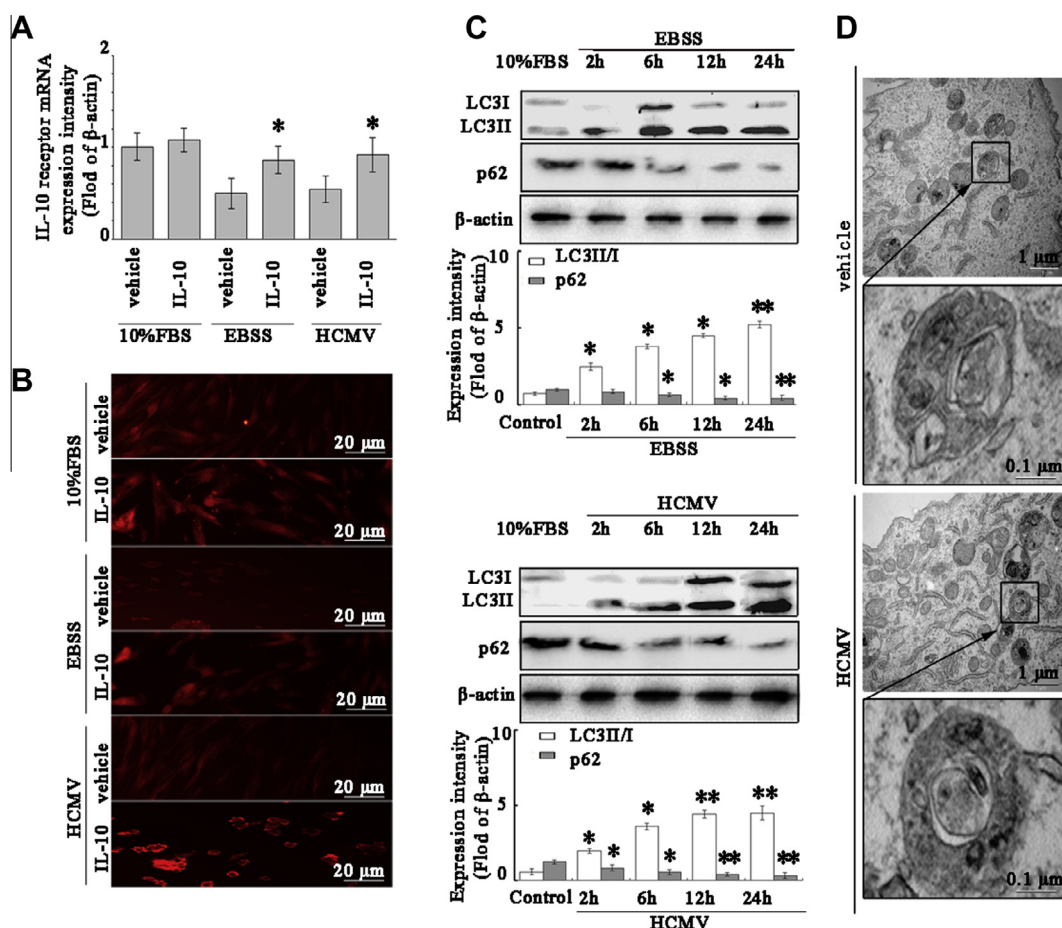 A
IL-10 receptor mRNA
expression intensity
(Flod of β-actin)
2
1
0
*
*
vehicle
IL-10
vehicle
IL-10
vehicle
IL-10
10%FBS
EBSS
HCMV
B
10%FBS
vehicle
20 μm
IL-10
20 μm
EBSS
vehicle
20 μm
IL-10
20 μm
HCMV
vehicle
20 μm
IL-10
20 μm
C
EBSS
10%FBS 2h 6h 12h 24h
LC3I
LC3II
p62
β-actin
Expression intensity
(Flod of β-actin)
10
5
0
LC3II/I
p62
* * * **
* * **
Control 2h 6h 12h 24h
EBSS
HCMV
10%FBS 2h 6h 12h 24h
LC3I
LC3II
p62
β-actin
Expression intensity
(Flod of β-actin)
10
5
0
LC3II/I
p62
* * ** **
* * ** **
Control 2h 6h 12h 24h
HCMV
D
vehicle
1 μm
0.1 μm
HCMV
1 μm
0.1 μm